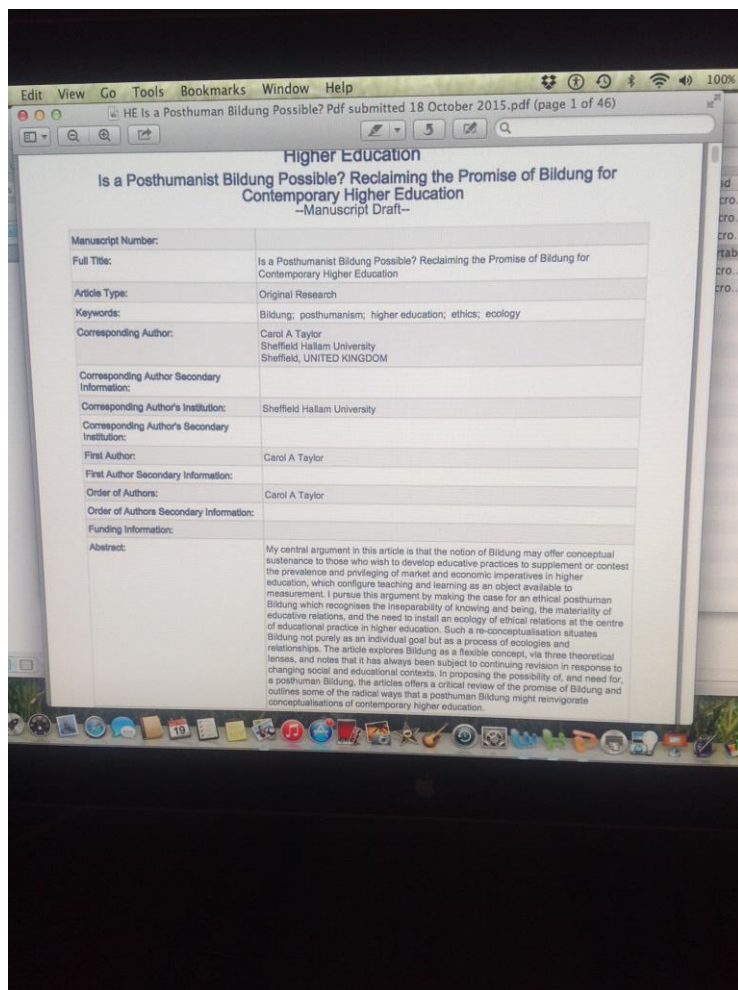 Edit View Go Tools Bookmarks Window Help 100%
HE Is a Posthuman Bildung Possible? Pdf submitted 18 October 2015.pdf (page 1 of 46)
Higher Education
Is a Posthumanist Bildung Possible? Reclaiming the Promise of Bildung for
Contemporary Higher Education
--Manuscript Draft--
Manuscript Number:
Full Title: Is a Posthumanist Bildung Possible? Reclaiming the Promise of Bildung for
Contemporary Higher Education
Article Type: Original Research
Keywords: Bildung; posthumanism; higher education; ethics; ecology
Corresponding Author: Carol A Taylor
Sheffield Hallam University
Sheffield, UNITED KINGDOM
Corresponding Author Secondary
Information:
Corresponding Author's Institution: Sheffield Hallam University
Corresponding Author's Secondary
Institution:
First Author: Carol A Taylor
First Author Secondary Information:
Order of Authors: Carol A Taylor
Order of Authors Secondary Information:
Funding Information:
Abstract: My central argument in this article is that the notion of Bildung may offer conceptual
sustenance to those who wish to develop educative practices to supplement or contest
the prevalence and privileging of market and economic imperatives in higher
education, which configure teaching and learning as an object available to
measurement. I pursue this argument by making the case for an ethical posthuman
Bildung which recognises the inseparability of knowing and being, the materiality of
educative relations, and the need to install an ecology of ethical relations at the centre
of educational practice in higher education. Such a re-conceptualisation situates
Bildung not purely as an individual goal but as a process of ecologies and
relationships. The article explores Bildung as a flexible concept, via three theoretical
lenses, and notes that it has always been subject to continuing revision in response to
changing social and educational contexts. In proposing the possibility of, and need for,
a posthuman Bildung, the articles offers a critical review of the promise of Bildung and
outlines some of the radical ways that a posthuman Bildung might reinvigorate
conceptualisations of contemporary higher education.
19